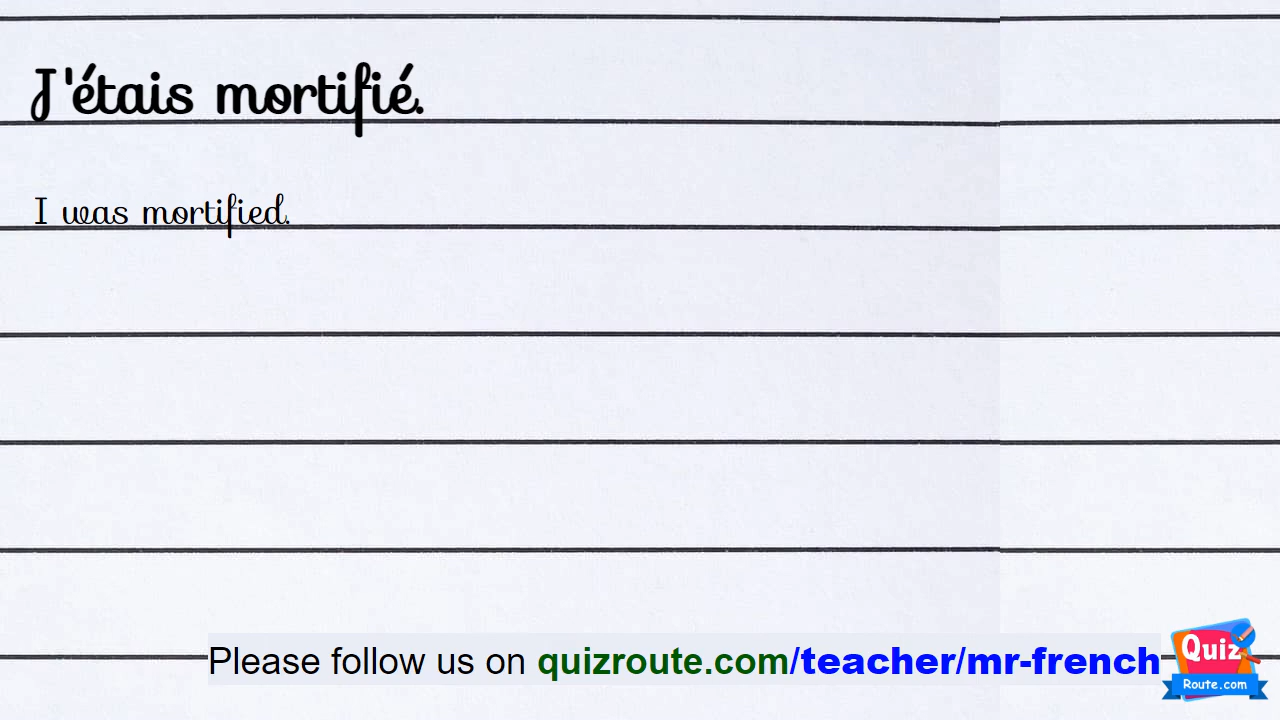 J'étais mortifié.
I was mortified.
Please follow us on quizroute.com/teacher/mr-french
Quiz
Route.com